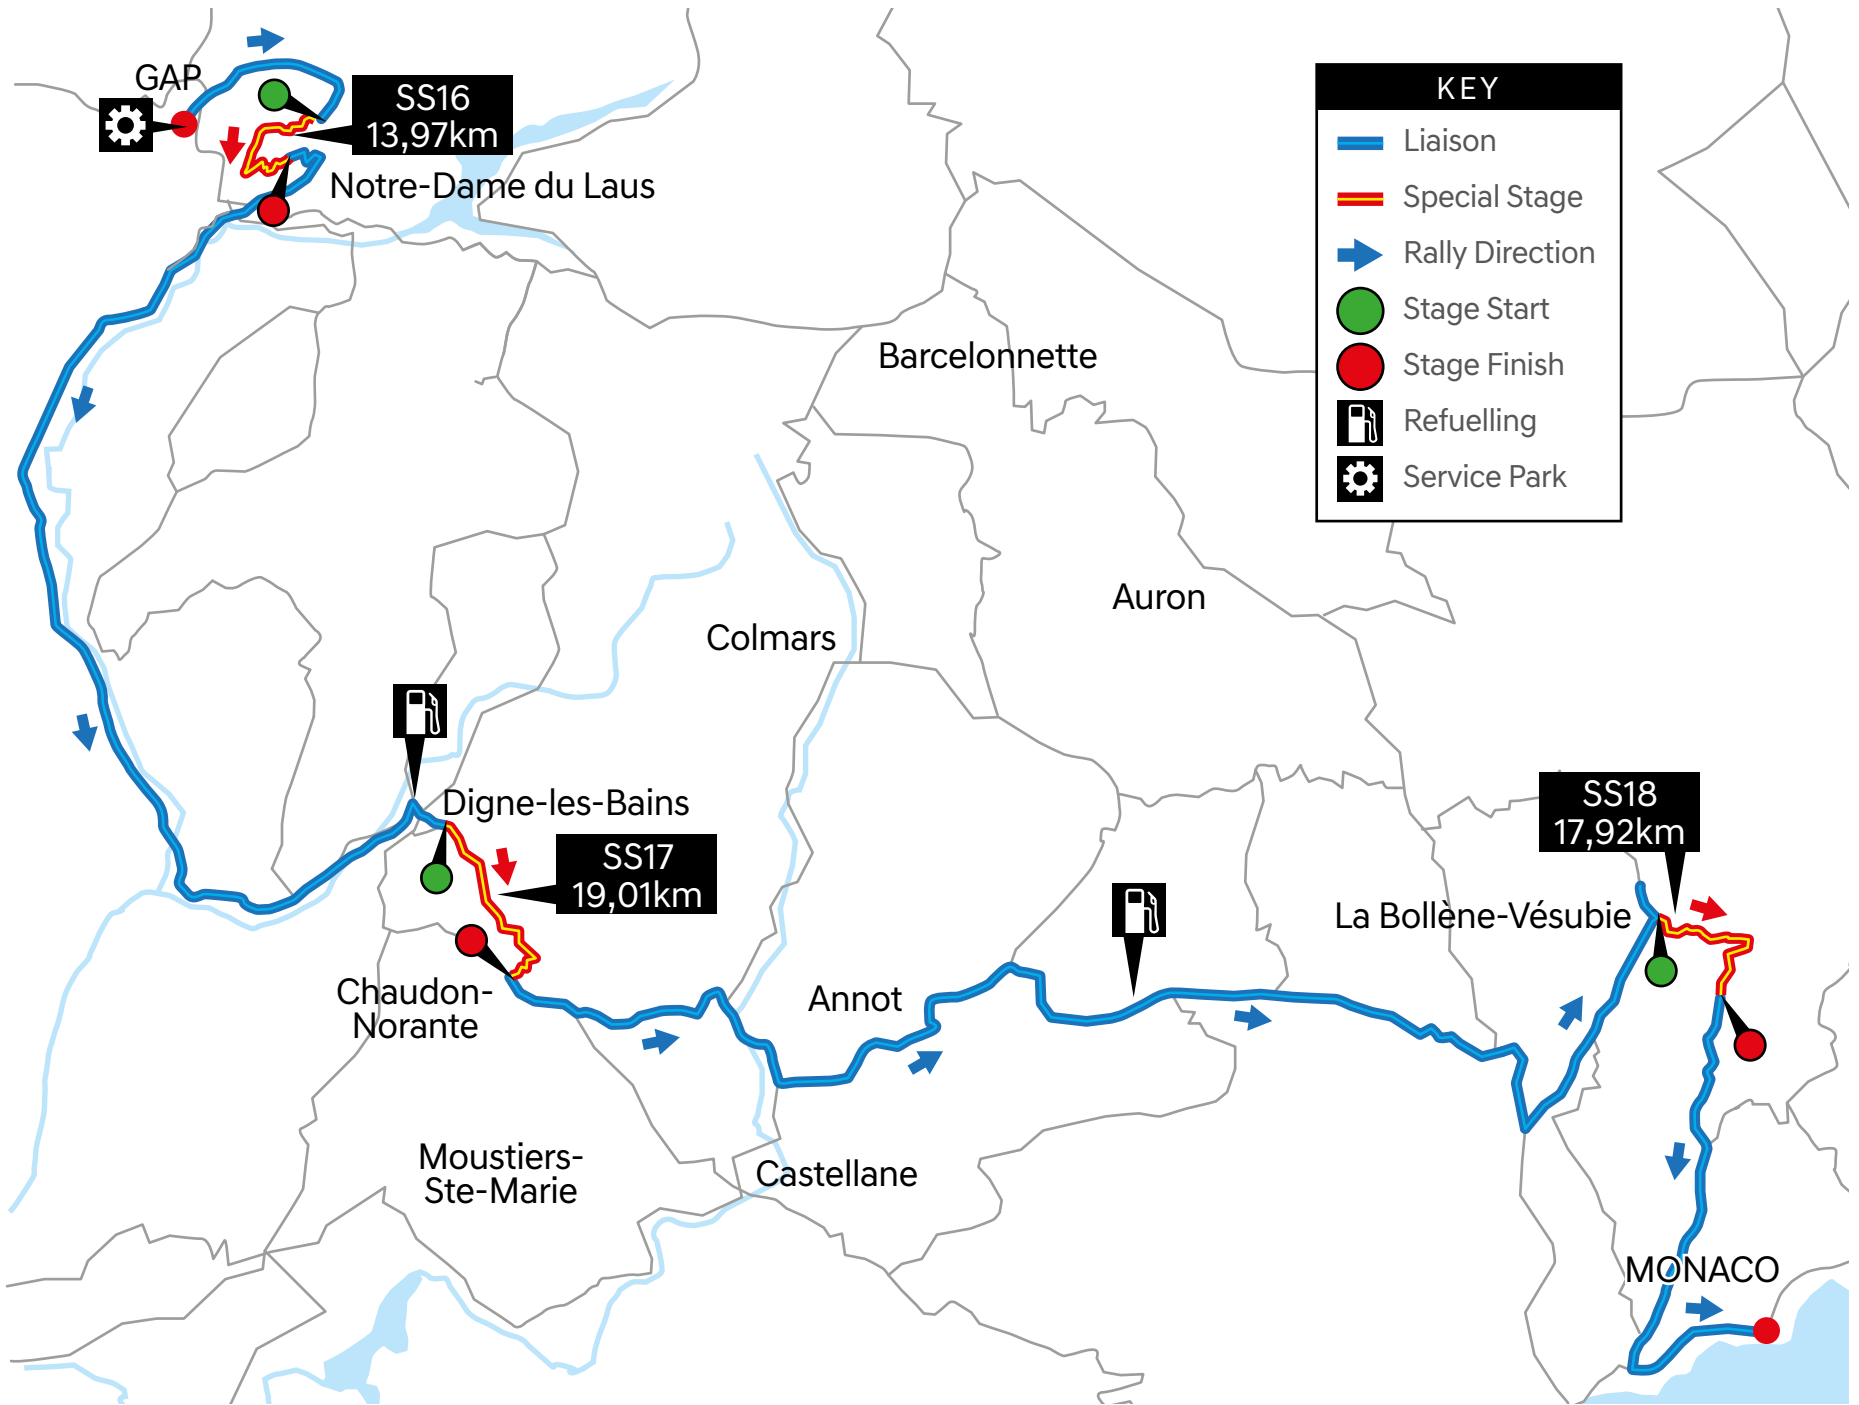 GAP
SS16
13,97km
Notre-Dame du Laus
KEY
Liaison
Special Stage
Rally Direction
Stage Start
Stage Finish
Refuelling
Service Park
Barcelonnette
Auron
Colmars
Digne-les-Bains
SS17
19,01km
SS18
17,92km
La Bollène-Vésubie
Chaudon-
Norante
Annot
Moustiers-
Ste-Marie
Castellane
MONACO